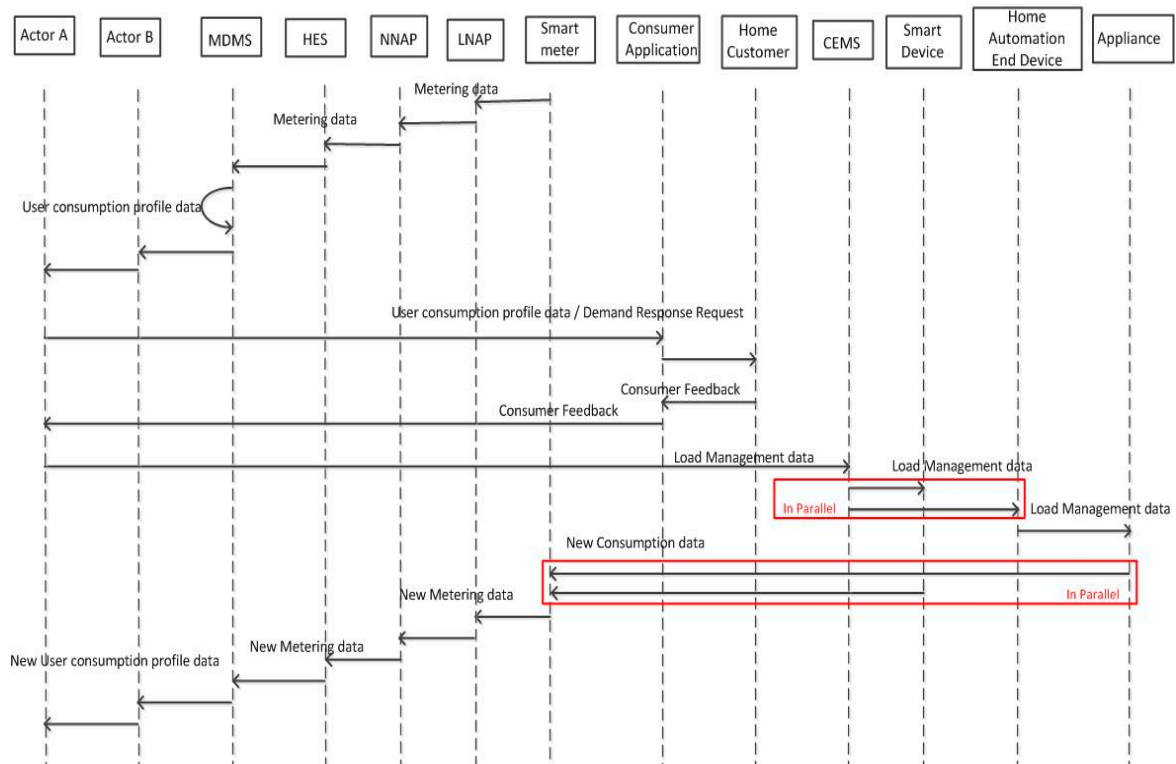 Actor A
Actor B
MDMS
HES
NNAP
LNAP
Smart
meter
Consumer
Application
Home
Customer
CEMS
Smart
Device
Home
Automation
End Device
Appliance
Metering data
Metering data
User consumption profile data
User consumption profile data / Demand Response Request
Consumer Feedback
Consumer Feedback
Load Management data
Load Management data
In Parallel
Load Management data
New Consumption data
In Parallel
New Metering data
New Metering data
New User consumption profile data